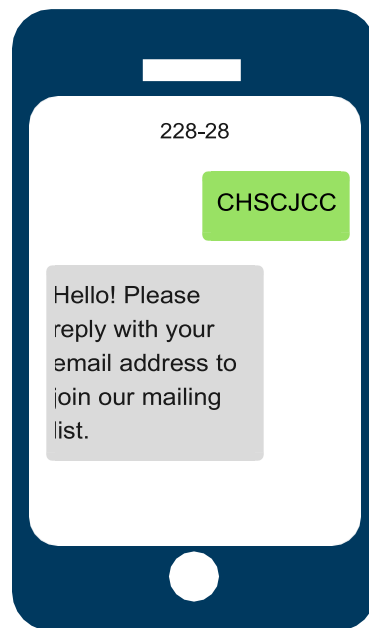 228-28
CHSCJCC
Hello! Please
reply with your
email address to
join our mailing
list.